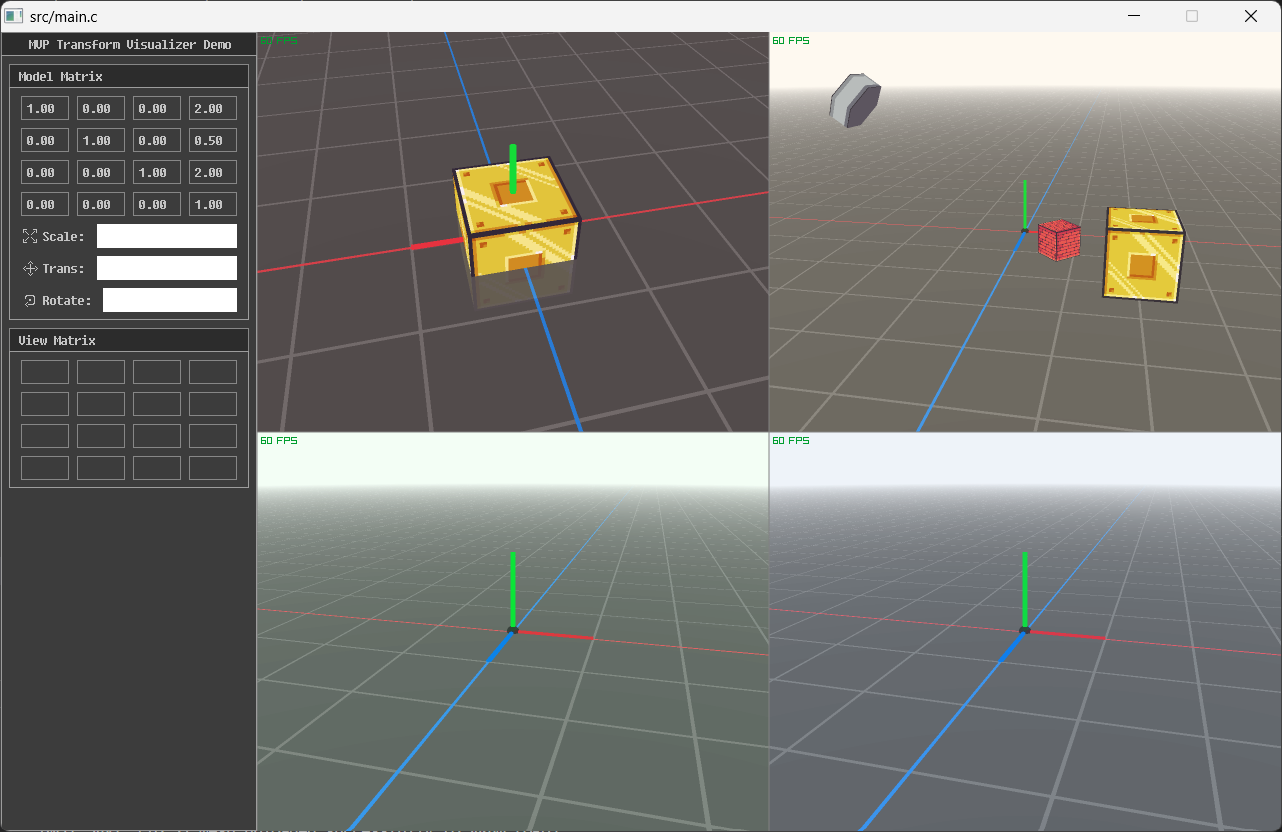 src/main.c
MVP Transform Visualizer Demo
60 FPS
60 FPS
Model Matrix
1.00 0.00 0.00 2.00
0.00 1.00 0.00 0.50
0.00 0.00 1.00 2.00
0.00 0.00 0.00 1.00
Scale:
Trans:
Rotate:
View Matrix
60 FPS
60 FPS